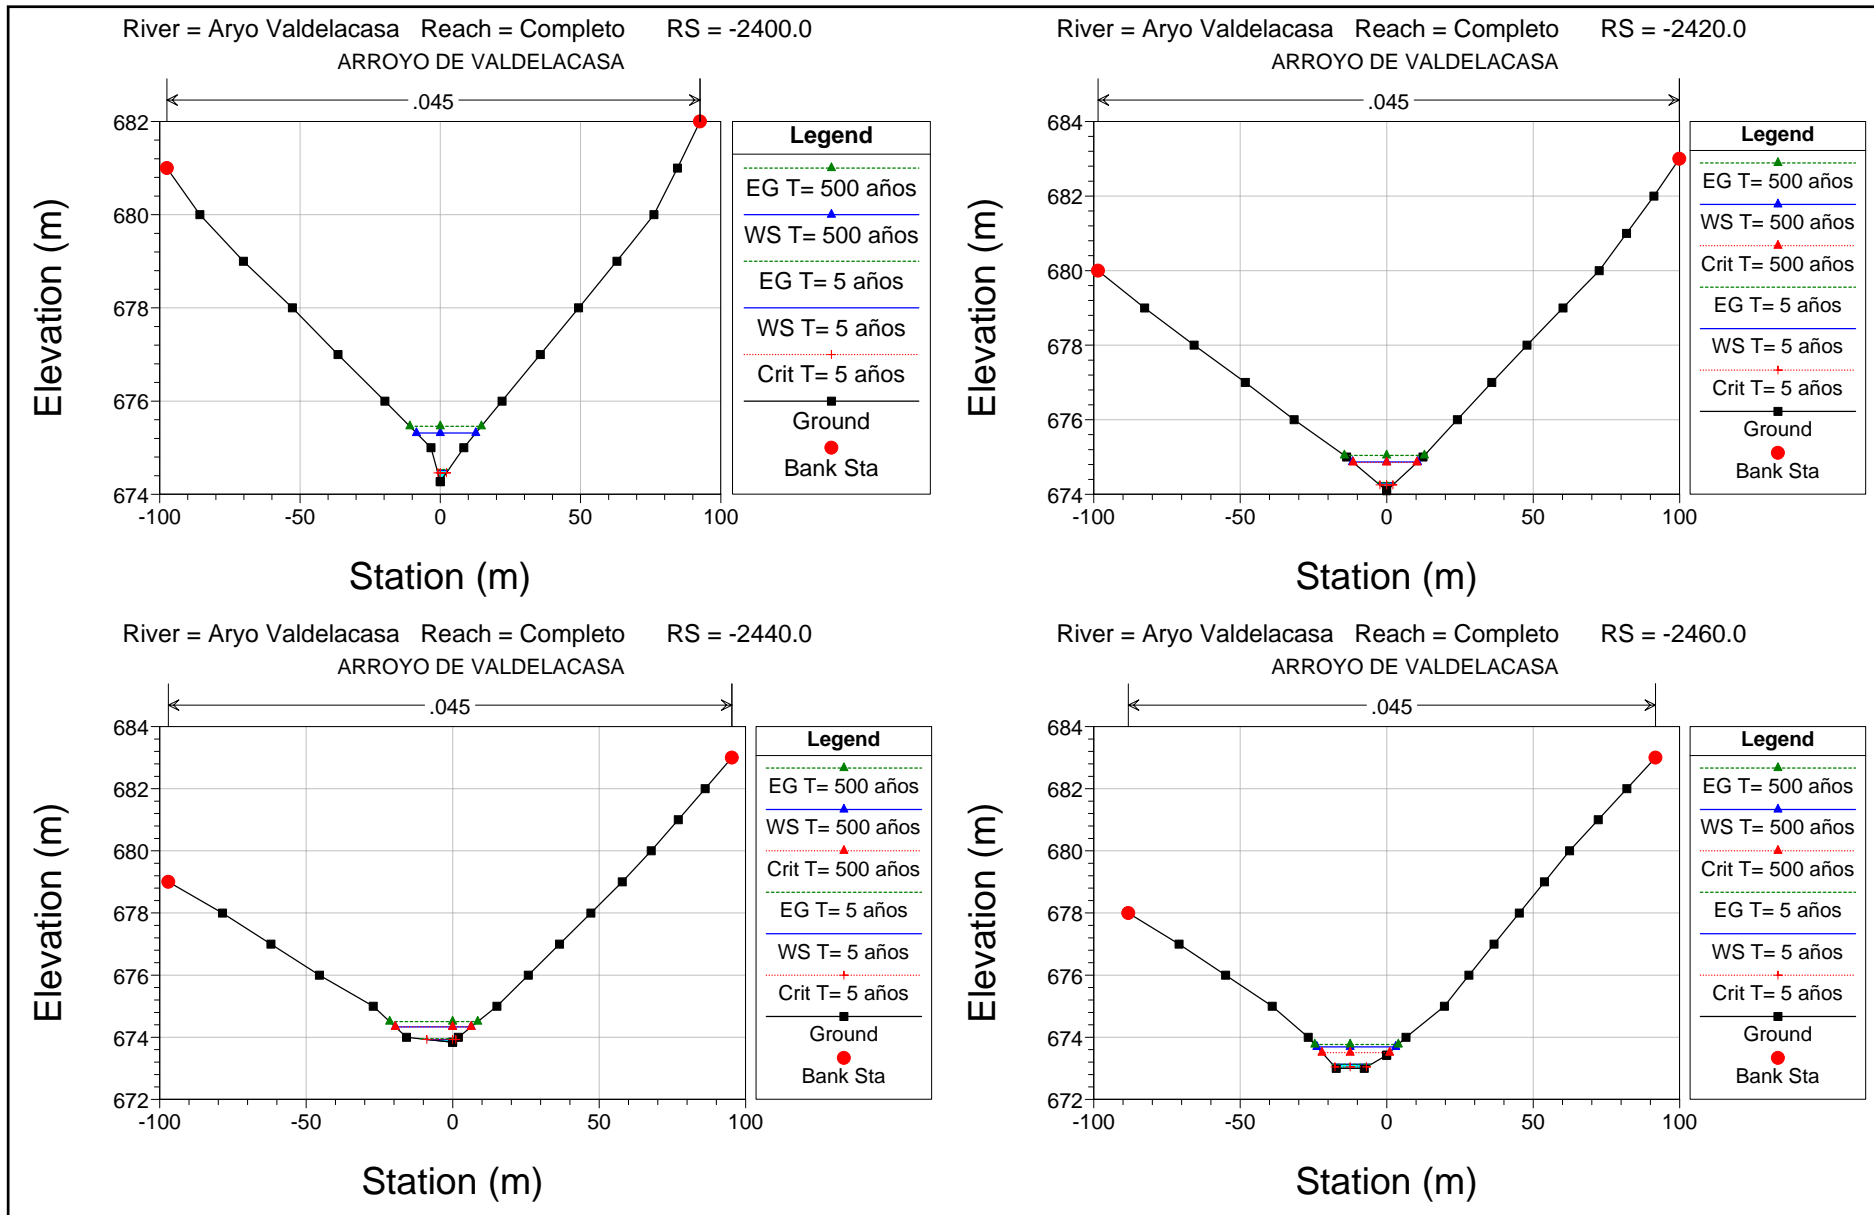 River = Aryo Valdelacasa Reach = Completo RS = -2400.0
ARROYO DE VALDELACASA
.045
Elevation (m)
682
680
678
676
674
-100
-50
0
50
100
Station (m)
Legend
EG T= 500 años
WS T= 500 años
EG T= 5 años
WS T= 5 años
Crit T= 5 años
Ground
Bank Sta
River = Aryo Valdelacasa Reach = Completo RS = -2420.0
ARROYO DE VALDELACASA
.045
Elevation (m)
684
682
680
678
676
674
-100
-50
0
50
100
Station (m)
Legend
EG T= 500 años
WS T= 500 años
Crit T= 500 años
EG T= 5 años
WS T= 5 años
Crit T= 5 años
Ground
Bank Sta
River = Aryo Valdelacasa Reach = Completo RS = -2440.0
ARROYO DE VALDELACASA
.045
Elevation (m)
684
682
680
678
676
674
672
-100
-50
0
50
100
Station (m)
Legend
EG T= 500 años
WS T= 500 años
Crit T= 500 años
EG T= 5 años
WS T= 5 años
Crit T= 5 años
Ground
Bank Sta
River = Aryo Valdelacasa Reach = Completo RS = -2460.0
ARROYO DE VALDELACASA
.045
Elevation (m)
684
682
680
678
676
674
672
-100
-50
0
50
100
Station (m)
Legend
EG T= 500 años
WS T= 500 años
Crit T= 500 años
EG T= 5 años
WS T= 5 años
Crit T= 5 años
Ground
Bank Sta